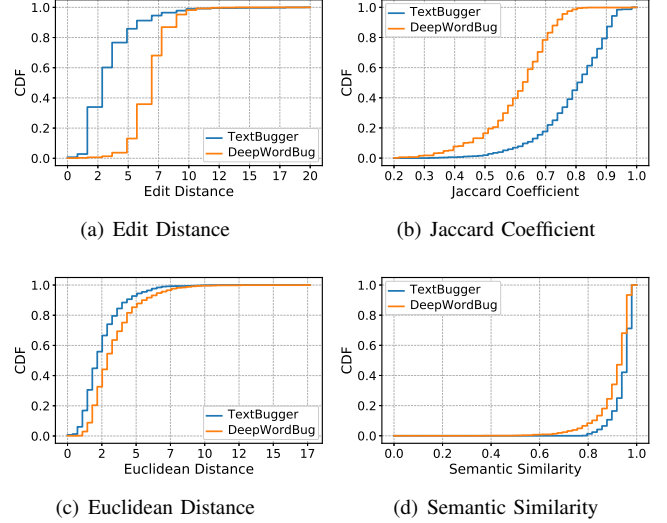 1.0
0.8
0.6
0.4
0.2
0.0
CDF
TextBugger
DeepWordBug
0 2 5 7 10 12 15 17 20
Edit Distance
(a) Edit Distance
1.0
0.8
0.6
0.4
0.2
0.0
CDF
TextBugger
DeepWordBug
0.2 0.3 0.4 0.5 0.6 0.7 0.8 0.9 1.0
Jaccard Coefficient
(b) Jaccard Coefficient
1.0
0.8
0.6
0.4
0.2
0.0
CDF
TextBugger
DeepWordBug
0 2 5 7 10 12 15 17
Euclidean Distance
(c) Euclidean Distance
1.0
0.8
0.6
0.4
0.2
0.0
CDF
TextBugger
DeepWordBug
0.0 0.2 0.4 0.6 0.8 1.0
Semantic Similarity
(d) Semantic Similarity